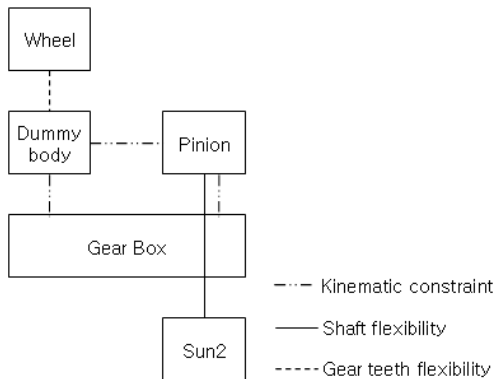 Wheel
Dummy
body
Pinion
Gear Box
Sun2
Kinematic constraint
Shaft flexibility
Gear teeth flexibility